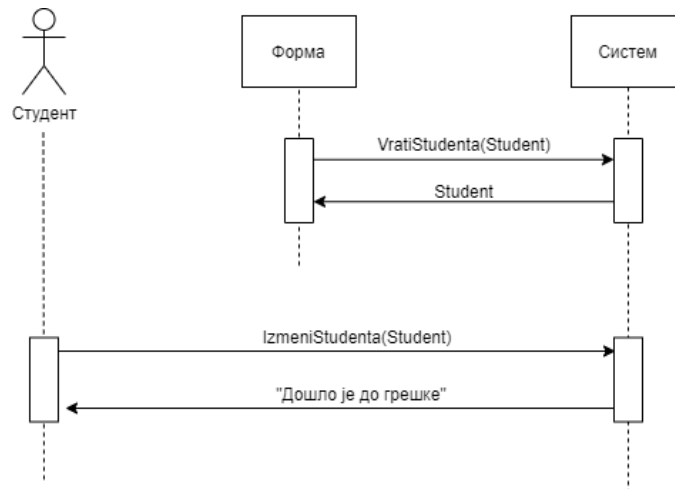 Форма
Систем
Студент
VratiStudenta(Student)
Student
IzmeniStudenta(Student)
"Дошло је до грешке"